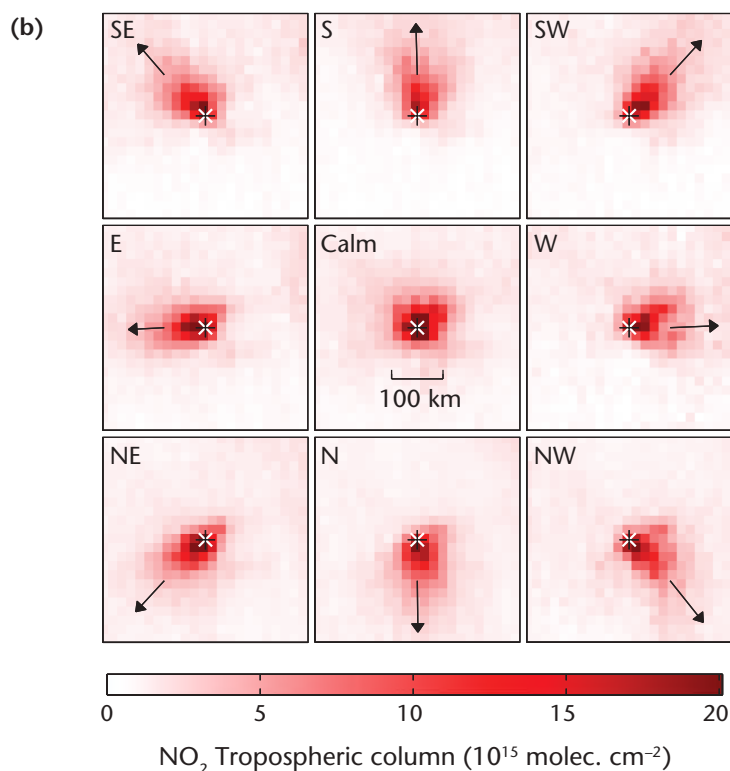 (b)
SE S SW
E Calm W
100 km
NE N NW
0 5 10 15 20
NO₂ Tropospheric column (10¹⁵ molec. cm⁻²)